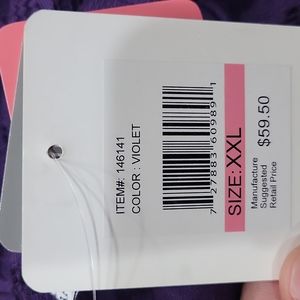 ITEM#: 146141
COLOR : VIOLET
7 27883 60989 1
SIZE: XXL
Manufacture
Suggested
Retail Price
$59.50